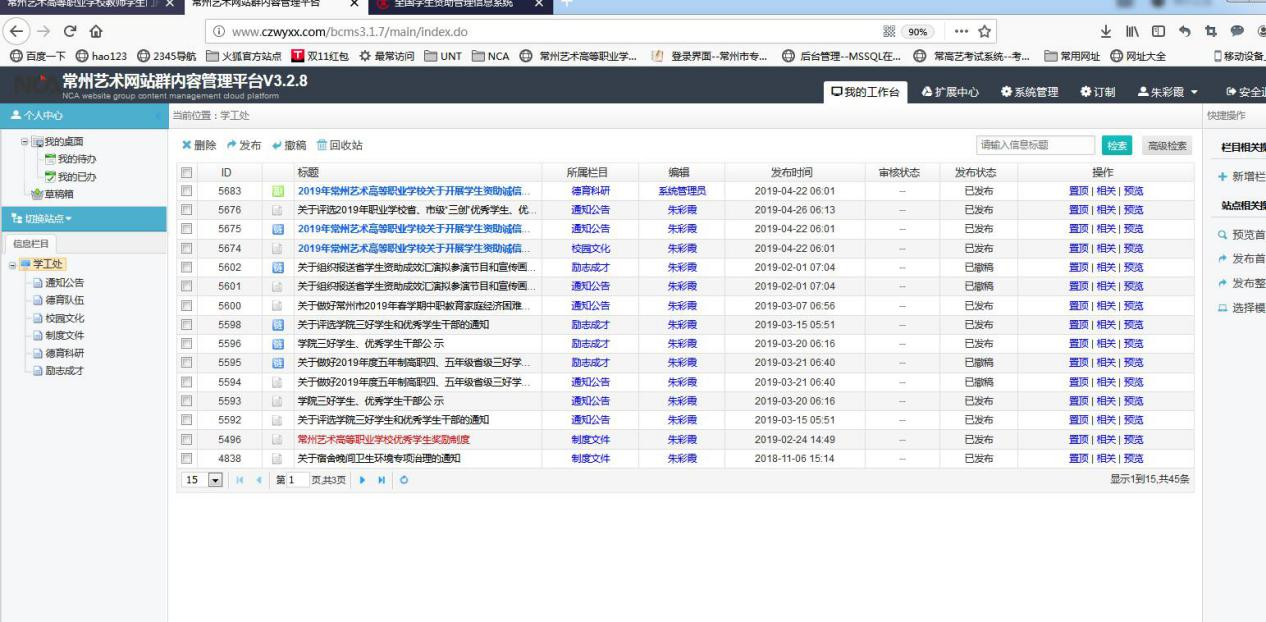 常州艺术高等职业学校教师学生门户
常州艺术网站群内容管理平台
全国学生资助管理信息系统
www.czwyxx.com/bcms3.1.7/main/index.do
90%
百度一下 hao123 2345导航 火狐官方站点 双11红包 最常访问 UNT NCA 常州艺术高等职业学... 登录界面--常州市专... 后台管理--MSSQL在... 常高艺考试系统--考... 常用网址 网址大全 移动设备上
常州艺术网站群内容管理平台V3.2.8
NCA website group content management cloud platform
我的工作台 扩展中心 系统管理 订制 朱彩霞 安全退
个人中心
当前位置：学工处
快捷操作
我的桌面
我的待办
我的已办
草稿箱
切换站点
信息栏目
学工处
通知公告
德育队伍
校园文化
制度文件
德育科研
励志成才
删除 发布 撤稿 回收站
请输入信息标题 检索 高级检索
ID 标题 所属栏目 编辑 发布时间 审核状态 发布状态 操作
5683 2019年常州艺术高等职业学校关于开展学生资助诚信... 德育科研 系统管理员 2019-04-22 06:01 -- 已发布 置顶 | 相关 | 预览
5676 关于评选2019年职业学校省、市级“三创”优秀学生、优... 通知公告 朱彩霞 2019-04-26 06:13 -- 已发布 置顶 | 相关 | 预览
5675 2019年常州艺术高等职业学校关于开展学生资助诚信... 通知公告 朱彩霞 2019-04-22 06:01 -- 已发布 置顶 | 相关 | 预览
5674 2019年常州艺术高等职业学校关于开展学生资助诚信... 校园文化 朱彩霞 2019-04-22 06:01 -- 已发布 置顶 | 相关 | 预览
5602 关于组织报送省学生资助成效汇演拟参演节目和宣传画... 励志成才 朱彩霞 2019-02-01 07:04 -- 已撤稿 置顶 | 相关 | 预览
5601 关于组织报送省学生资助成效汇演拟参演节目和宣传画... 通知公告 朱彩霞 2019-02-01 07:04 -- 已撤稿 置顶 | 相关 | 预览
5600 关于做好常州市2019年春学期中职教育家庭经济困难... 通知公告 朱彩霞 2019-03-07 06:56 -- 已发布 置顶 | 相关 | 预览
5598 关于评选学院三好学生和优秀学生干部的通知 励志成才 朱彩霞 2019-03-15 05:51 -- 已发布 置顶 | 相关 | 预览
5596 学院三好学生、优秀学生干部公 示 励志成才 朱彩霞 2019-03-20 06:16 -- 已发布 置顶 | 相关 | 预览
5595 关于做好2019年度五年制高职四、五年级省级三好学... 励志成才 朱彩霞 2019-03-21 06:40 -- 已撤稿 置顶 | 相关 | 预览
5594 关于做好2019年度五年制高职四、五年级省级三好学... 通知公告 朱彩霞 2019-03-21 06:40 -- 已撤稿 置顶 | 相关 | 预览
5593 学院三好学生、优秀学生干部公 示 通知公告 朱彩霞 2019-03-20 06:16 -- 已发布 置顶 | 相关 | 预览
5592 关于评选学院三好学生和优秀学生干部的通知 通知公告 朱彩霞 2019-03-15 05:51 -- 已发布 置顶 | 相关 | 预览
5496 常州艺术高等职业学校优秀学生奖励制度 制度文件 朱彩霞 2019-02-24 14:49 -- 已发布 置顶 | 相关 | 预览
4838 关于宿舍晚间卫生环境专项治理的通知 制度文件 朱彩霞 2018-11-06 15:14 -- 已发布 置顶 | 相关 | 预览
15 第 1 页,共3页 显示1到15,共45条
栏目相关操
新增栏
站点相关操
预览首
发布首
发布整
选择模